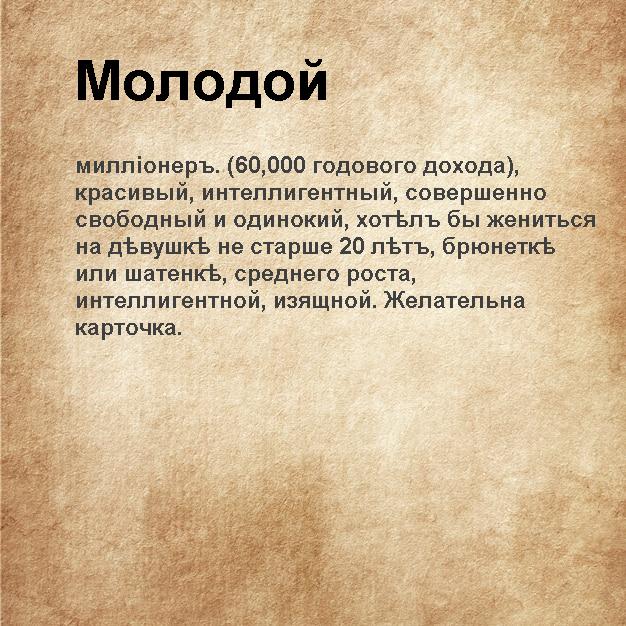 Молодой
милліонеръ. (60,000 годового дохода),
красивый, интеллигентный, совершенно
свободный и одинокий, хотѣлъ бы жениться
на дѣвушкѣ не старше 20 лѣтъ, брюнеткѣ
или шатенкѣ, среднего роста,
интеллигентной, изящной. Желательна
карточка.